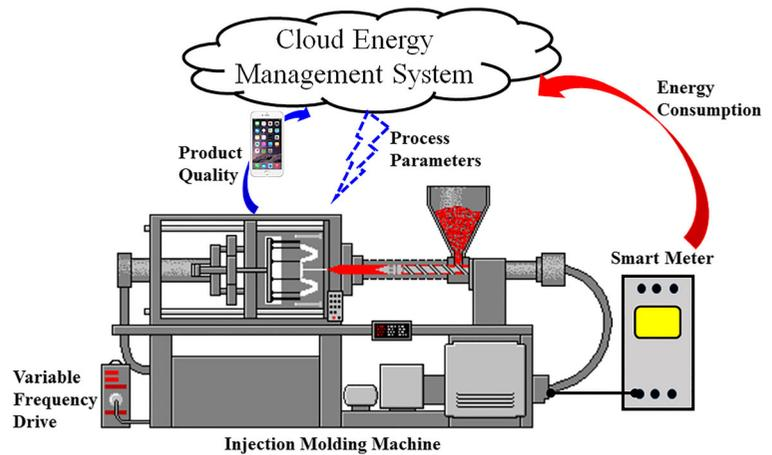 Cloud Energy
Management System
Energy
Consumption
Product
Quality
Process
Parameters
Smart Meter
Variable
Frequency
Drive
Injection Molding Machine